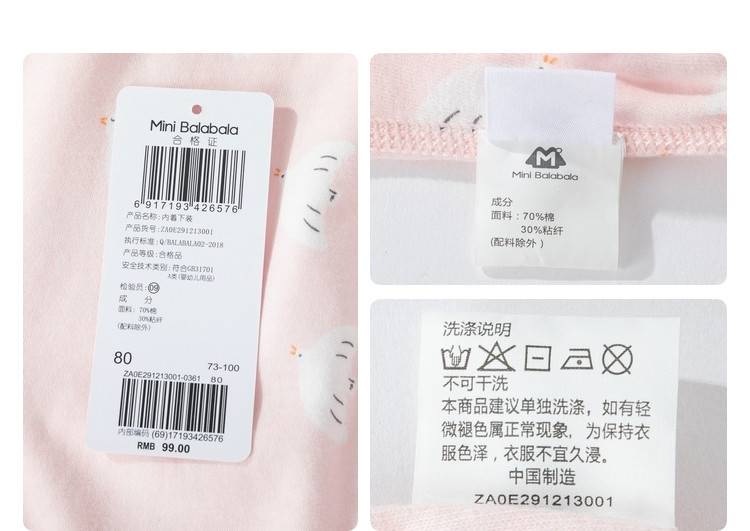 Mini Balabala
合格证
6 917193 426576
产品名称: 内着下装
产品货号: ZA0E291213001
执行标准: Q/BALABALA02-2018
产品等级: 合格品
安全技术类别: 符合GB31701
A类(婴幼儿用品)
检验员: 09
成 分
面料: 70%棉
30%粘纤
(配料除外)
80 73-100
ZA0E291213001-0361 80
内部编码 (69)17193426576
RMB 99.00
Mini Balabala
成分
面料: 70%棉
30%粘纤
(配料除外)
洗涤说明
不可干洗
本商品建议单独洗涤, 如有轻
微褪色属正常现象, 为保持衣
服色泽, 衣服不宜久浸。
中国制造
ZA0E291213001